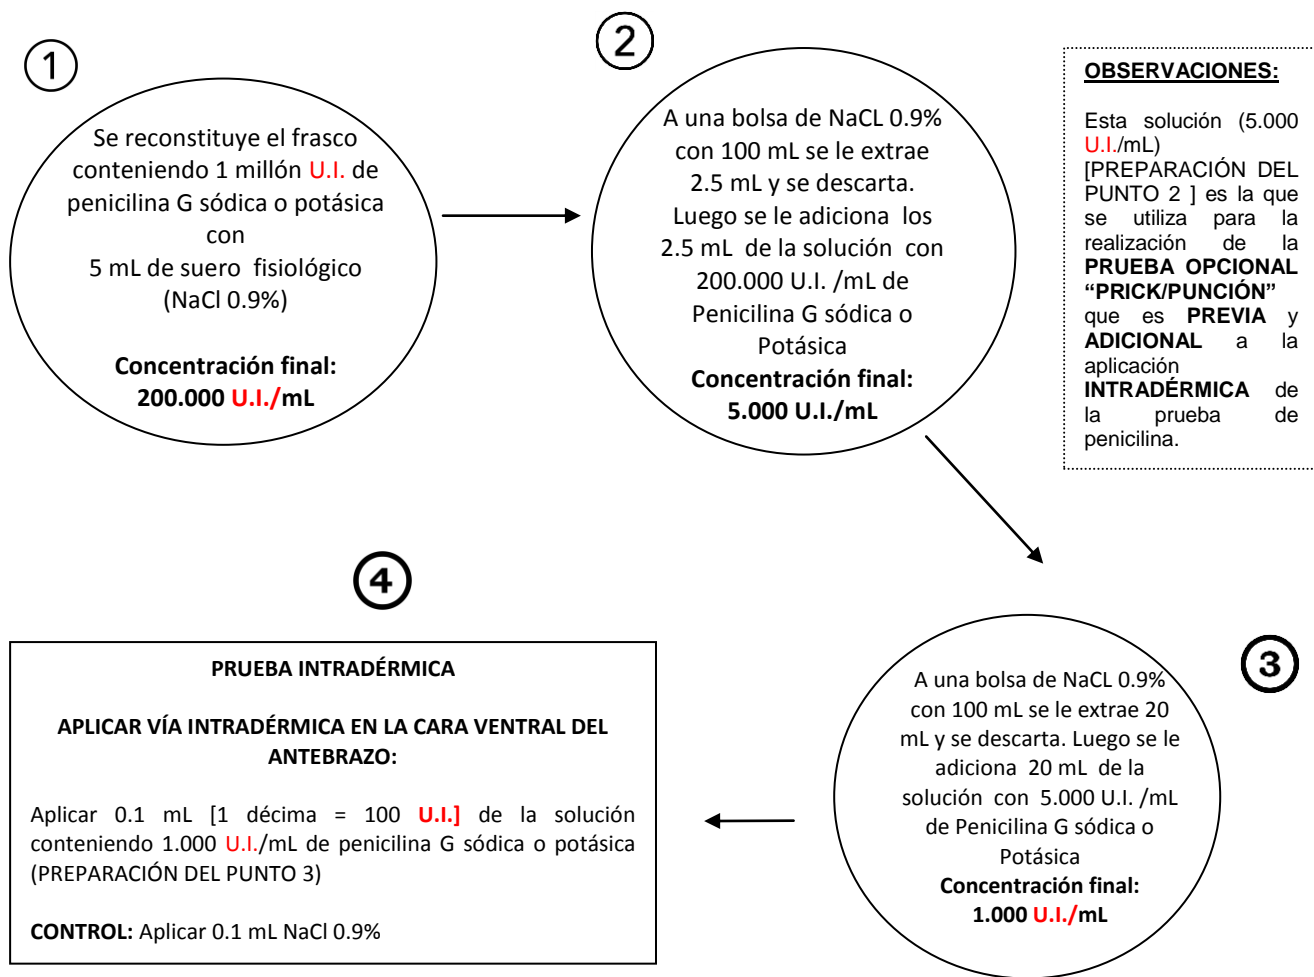 1
Se reconstituye el frasco
conteniendo 1 millón U.I. de
penicilina G sódica o potásica
con
5 mL de suero fisiológico
(NaCl 0.9%)
Concentración final:
200.000 U.I./mL
2
A una bolsa de NaCL 0.9%
con 100 mL se le extrae
2.5 mL y se descarta.
Luego se le adiciona los
2.5 mL de la solución con
200.000 U.I. /mL de
Penicilina G sódica o
Potásica
Concentración final:
5.000 U.I./mL
OBSERVACIONES:
Esta solución (5.000
U.I./mL)
[PREPARACIÓN DEL
PUNTO 2 ] es la que
se utiliza para la
realización de la
PRUEBA OPCIONAL
“PRICK/PUNCIÓN”
que es PREVIA y
ADICIONAL a la
aplicación
INTRADÉRMICA de
la prueba de
penicilina.
3
A una bolsa de NaCL 0.9%
con 100 mL se le extrae 20
mL y se descarta. Luego se le
adiciona 20 mL de la
solución con 5.000 U.I. /mL
de Penicilina G sódica o
Potásica
Concentración final:
1.000 U.I./mL
4
PRUEBA INTRADÉRMICA
APLICAR VÍA INTRADÉRMICA EN LA CARA VENTRAL DEL
ANTEBRAZO:
Aplicar 0.1 mL [1 décima = 100 U.I.] de la solución
conteniendo 1.000 U.I./mL de penicilina G sódica o potásica
(PREPARACIÓN DEL PUNTO 3)
CONTROL: Aplicar 0.1 mL NaCl 0.9%